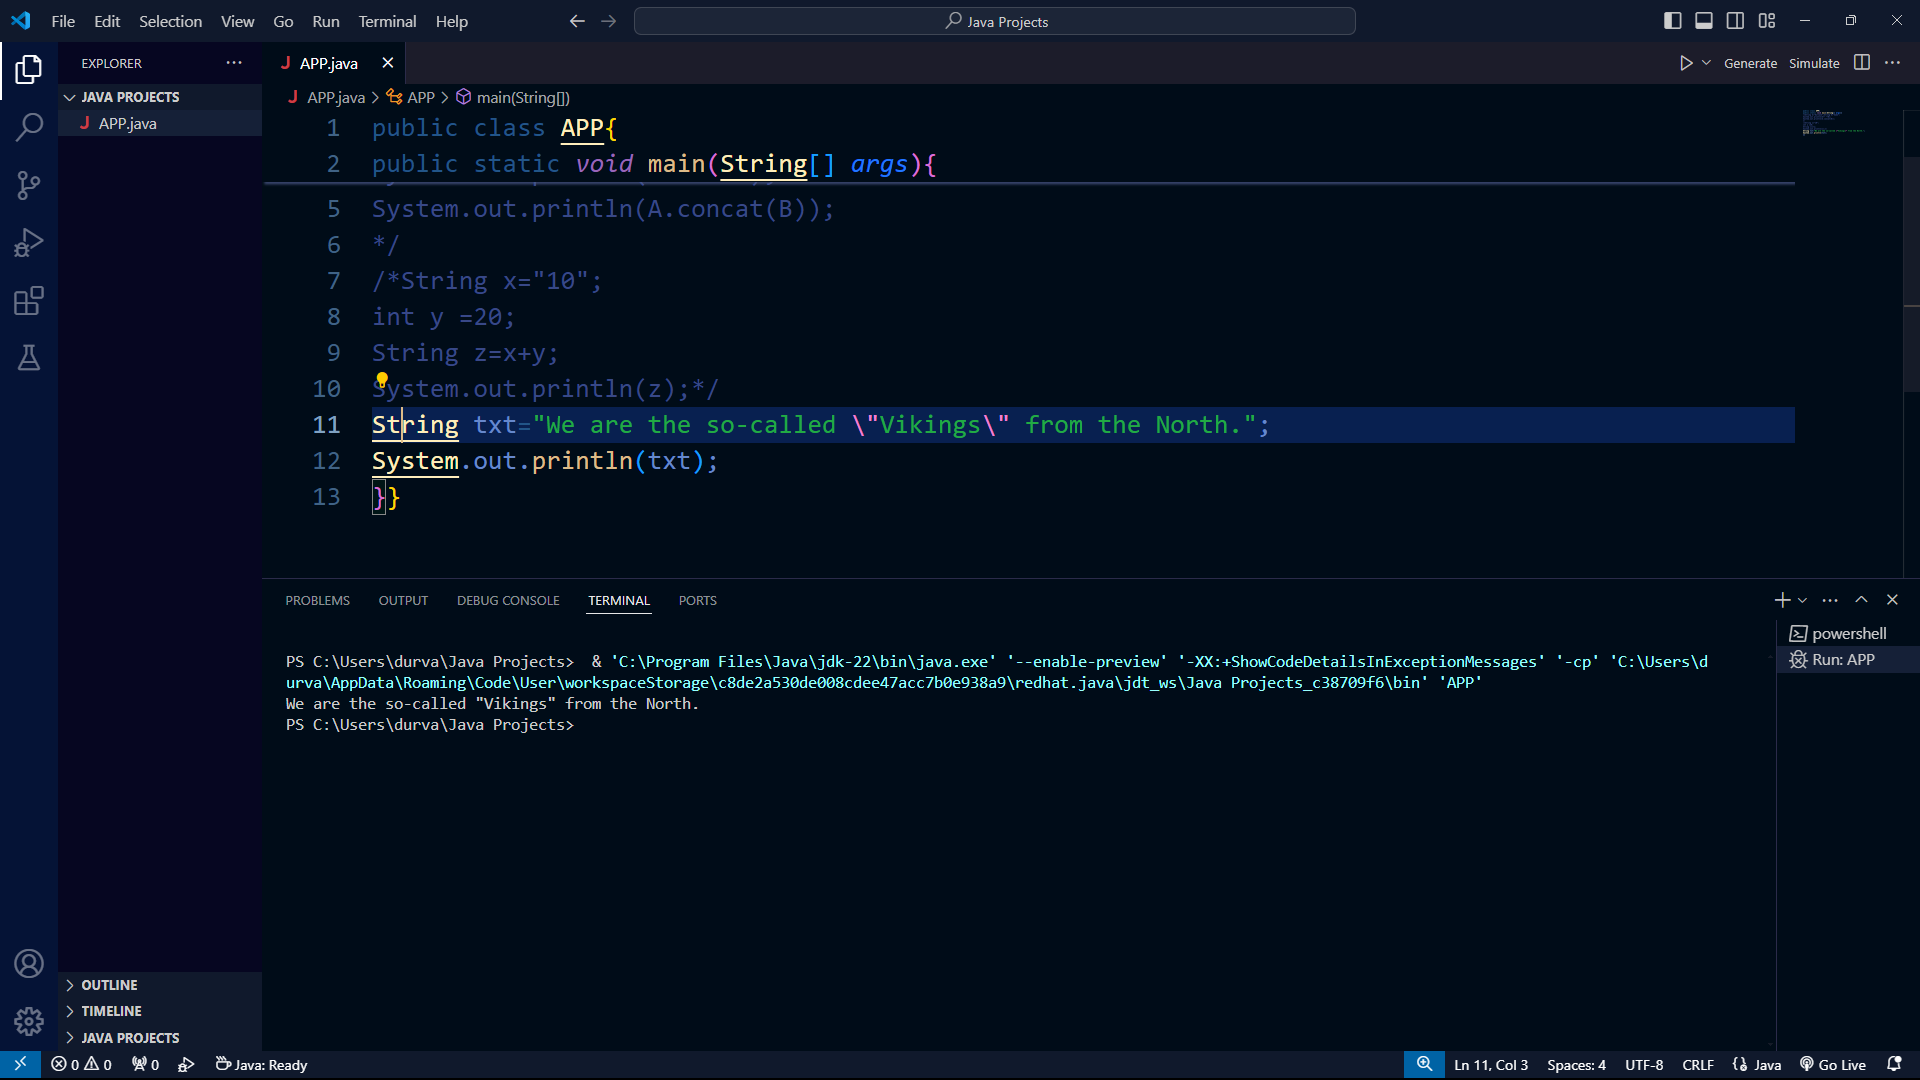 File Edit Selection View Go Run Terminal Help
Java Projects
EXPLORER
JAVA PROJECTS
APP.java
APP.java
Generate Simulate
APP.java > APP > main(String[])
1 public class APP{
2 public static void main(String[] args){
5 System.out.println(A.concat(B));
6 */
7 /*String x="10";
8 int y =20;
9 String z=x+y;
10 System.out.println(z);*/
11 String txt="We are the so-called \"Vikings\" from the North.";
12 System.out.println(txt);
13 }}
PROBLEMS OUTPUT DEBUG CONSOLE TERMINAL PORTS
powershell
Run: APP
PS C:\Users\durva\Java Projects>  & 'C:\Program Files\Java\jdk-22\bin\java.exe' '--enable-preview' '-XX:+ShowCodeDetailsInExceptionMessages' '-cp' 'C:\Users\d
urva\AppData\Roaming\Code\User\workspaceStorage\c8de2a530de008cdee47acc7b0e938a9\redhat.java\jdt_ws\Java Projects_c38709f6\bin' 'APP'
We are the so-called "Vikings" from the North.
PS C:\Users\durva\Java Projects>
OUTLINE
TIMELINE
JAVA PROJECTS
0 0 0 Java: Ready
Ln 11, Col 3 Spaces: 4 UTF-8 CRLF Java Go Live